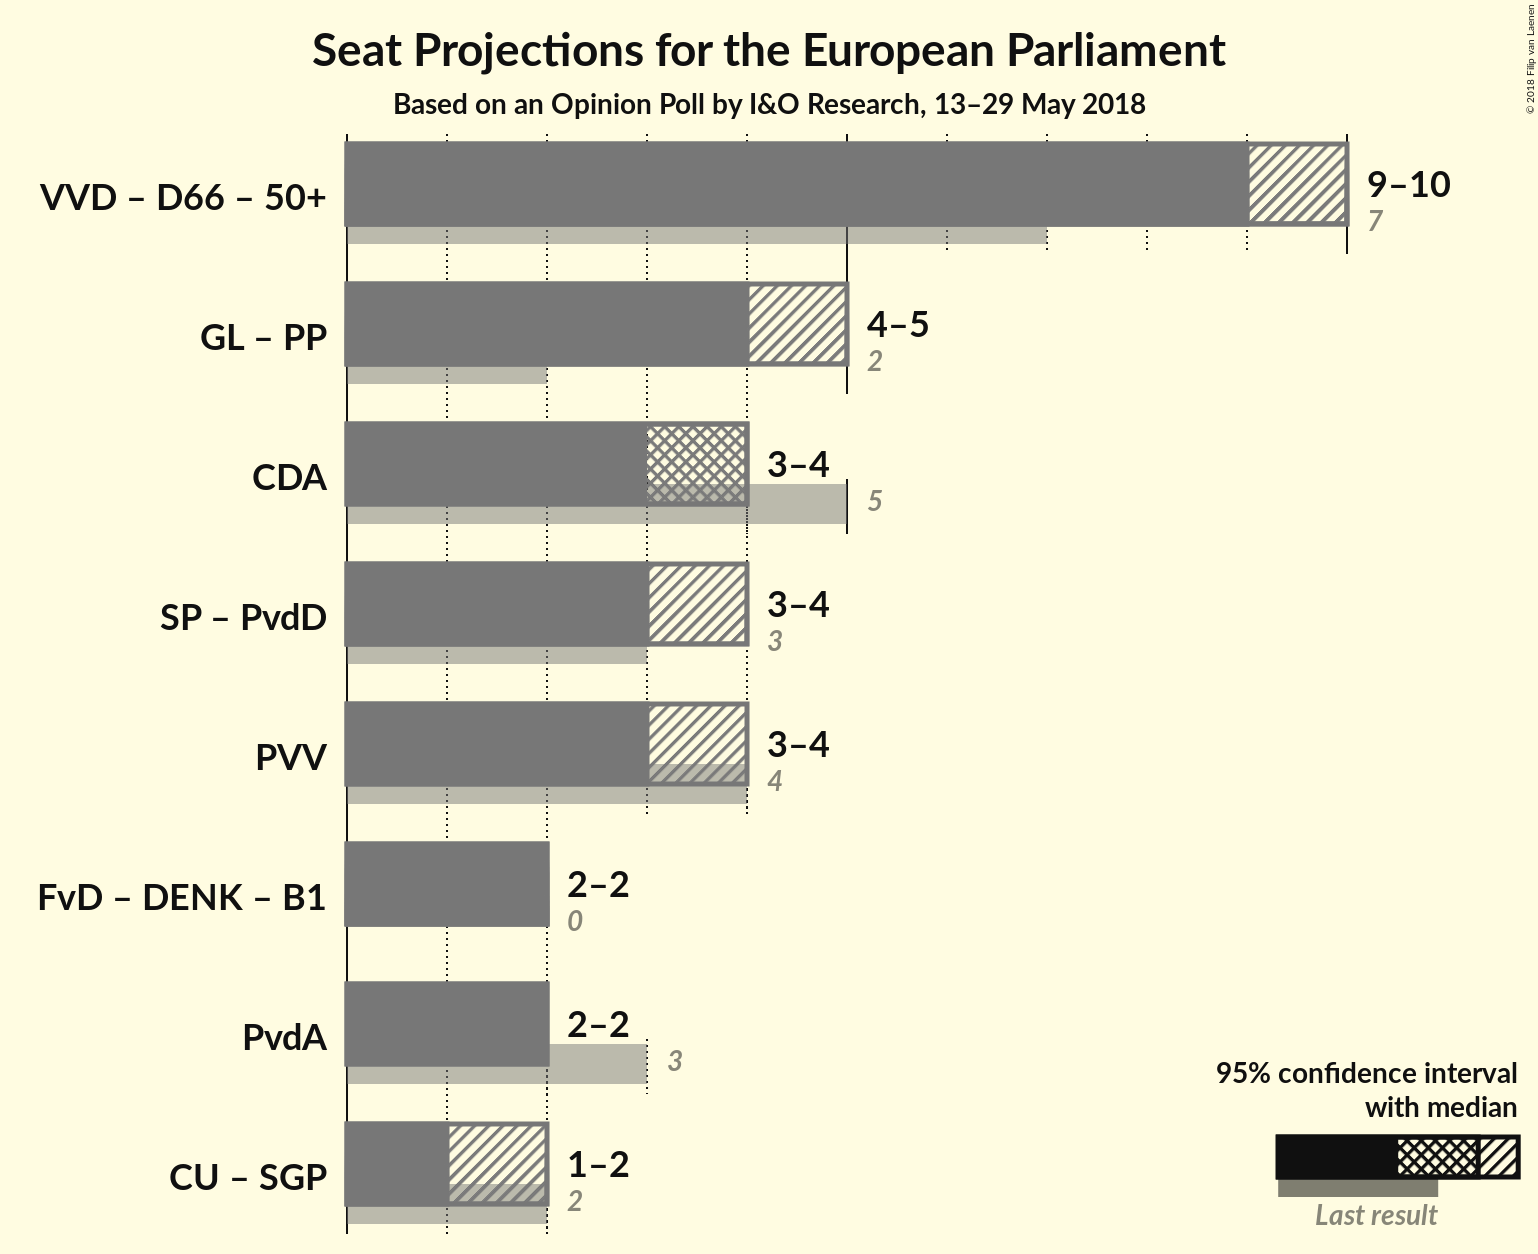 Seat Projections for the European Parliament
Based on an Opinion Poll by I&O Research, 13–29 May 2018
© 2018 Filip van Laenen
VVD – D66 – 50+
9–10
7
GL – PP
4–5
2
CDA
3–4
5
SP – PvdD
3–4
3
PVV
3–4
4
FvD – DENK – B1
2–2
0
PvdA
2–2
3
CU – SGP
1–2
2
95% confidence interval
with median
Last result